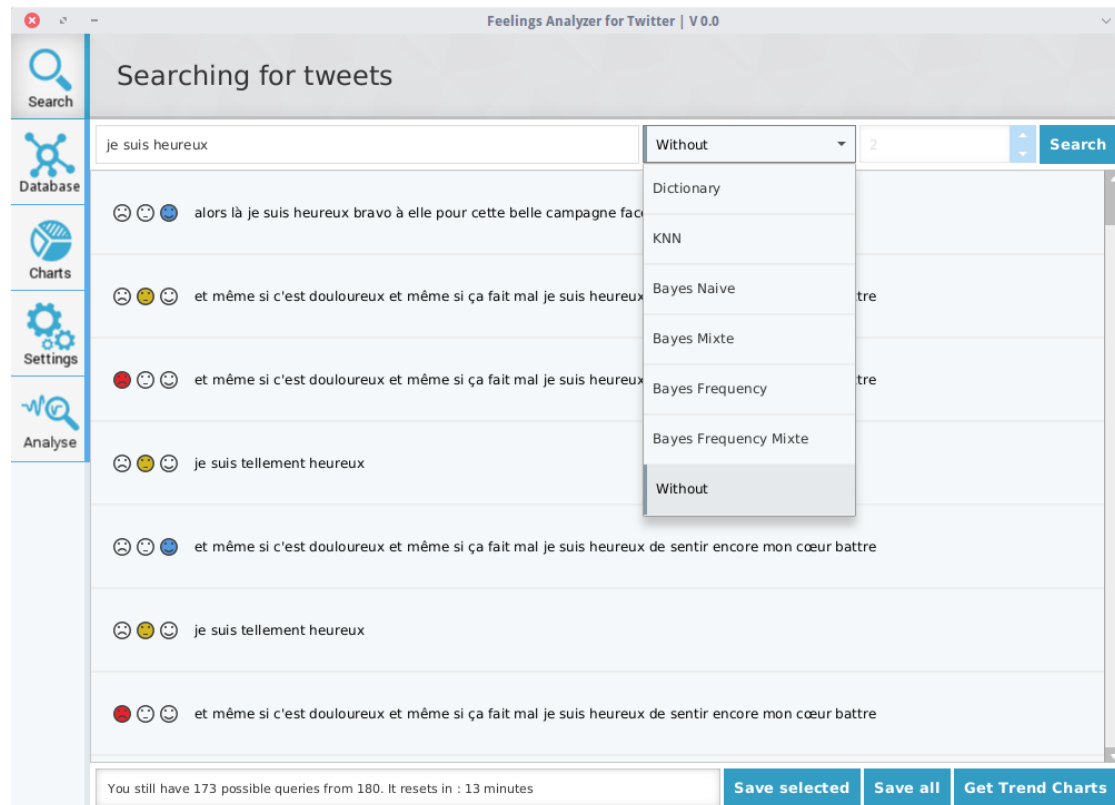 Feelings Analyzer for Twitter | V 0.0
Search
Searching for tweets
je suis heureux
Without
2
Search
Database
Charts
Settings
Analyse
Dictionary
KNN
Bayes Naive
Bayes Mixte
Bayes Frequency
Bayes Frequency Mixte
Without
alors là je suis heureux bravo à elle pour cette belle campagne
et même si c'est douloureux et même si ça fait mal je suis heureux tre
et même si c'est douloureux et même si ça fait mal je suis heureux tre
je suis tellement heureux
et même si c'est douloureux et même si ça fait mal je suis heureux de sentir encore mon cœur battre
je suis tellement heureux
et même si c'est douloureux et même si ça fait mal je suis heureux de sentir encore mon cœur battre
You still have 173 possible queries from 180. It resets in : 13 minutes
Save selected
Save all
Get Trend Charts